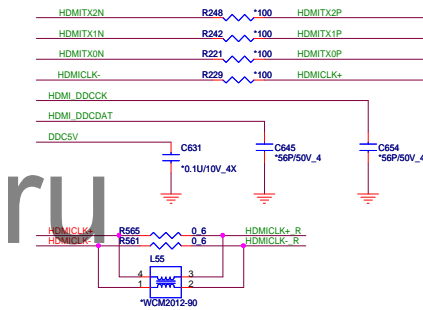 HDMITX2N R248 *100 HDMITX2P
HDMITX1N R242 *100 HDMITX1P
HDMITX0N R221 *100 HDMITX0P
HDMICLK- R229 *100 HDMICLK+
HDMI_DDCCK
HDMI_DDCDAT
DDC5V
C631
*0.1U/10V_4X
C645
*56P/50V_4
C654
*56P/50V_4
ru
HDMICLK+ R565 0_6 HDMICLK+_R
HDMICLK- R561 0_6 HDMICLK-_R
L55
4 3
1 2
*WCM2012-90